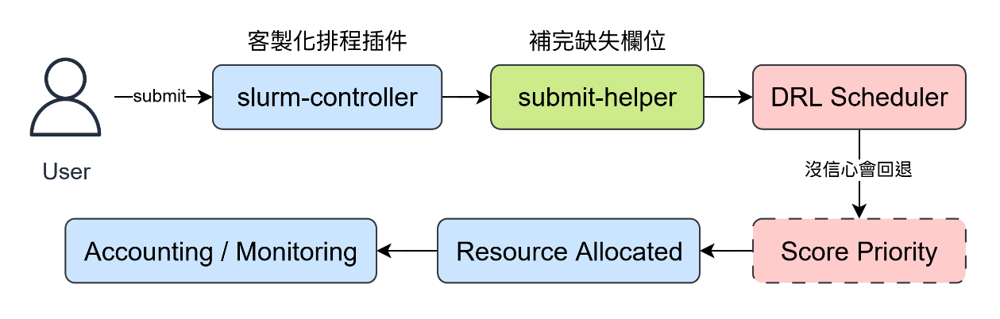 客製化排程插件
補完缺失欄位
submit
slurm-controller
submit-helper
DRL Scheduler
User
沒信心會回退
Accounting / Monitoring
Resource Allocated
Score Priority